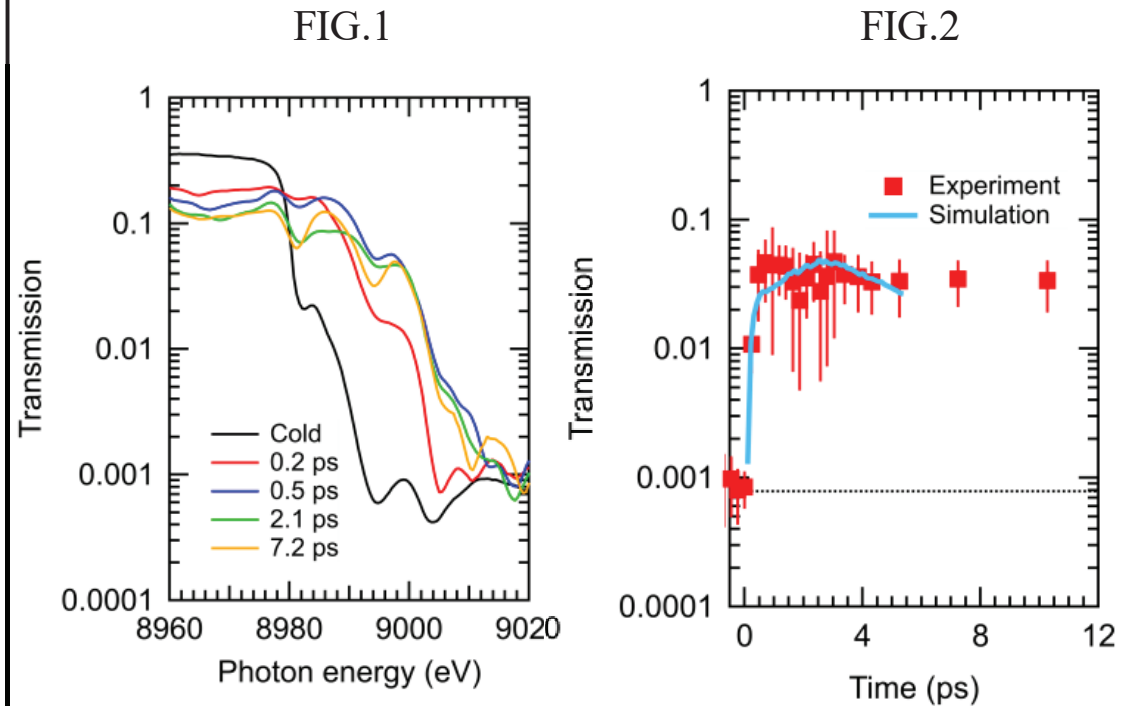 FIG.1
FIG.2
1
0.1
0.01
0.001
0.0001
Transmission
Cold
0.2 ps
0.5 ps
2.1 ps
7.2 ps
8960
8980
9000
9020
Photon energy (eV)
1
0.1
0.01
0.001
0.0001
Transmission
Experiment
Simulation
0
4
8
12
Time (ps)